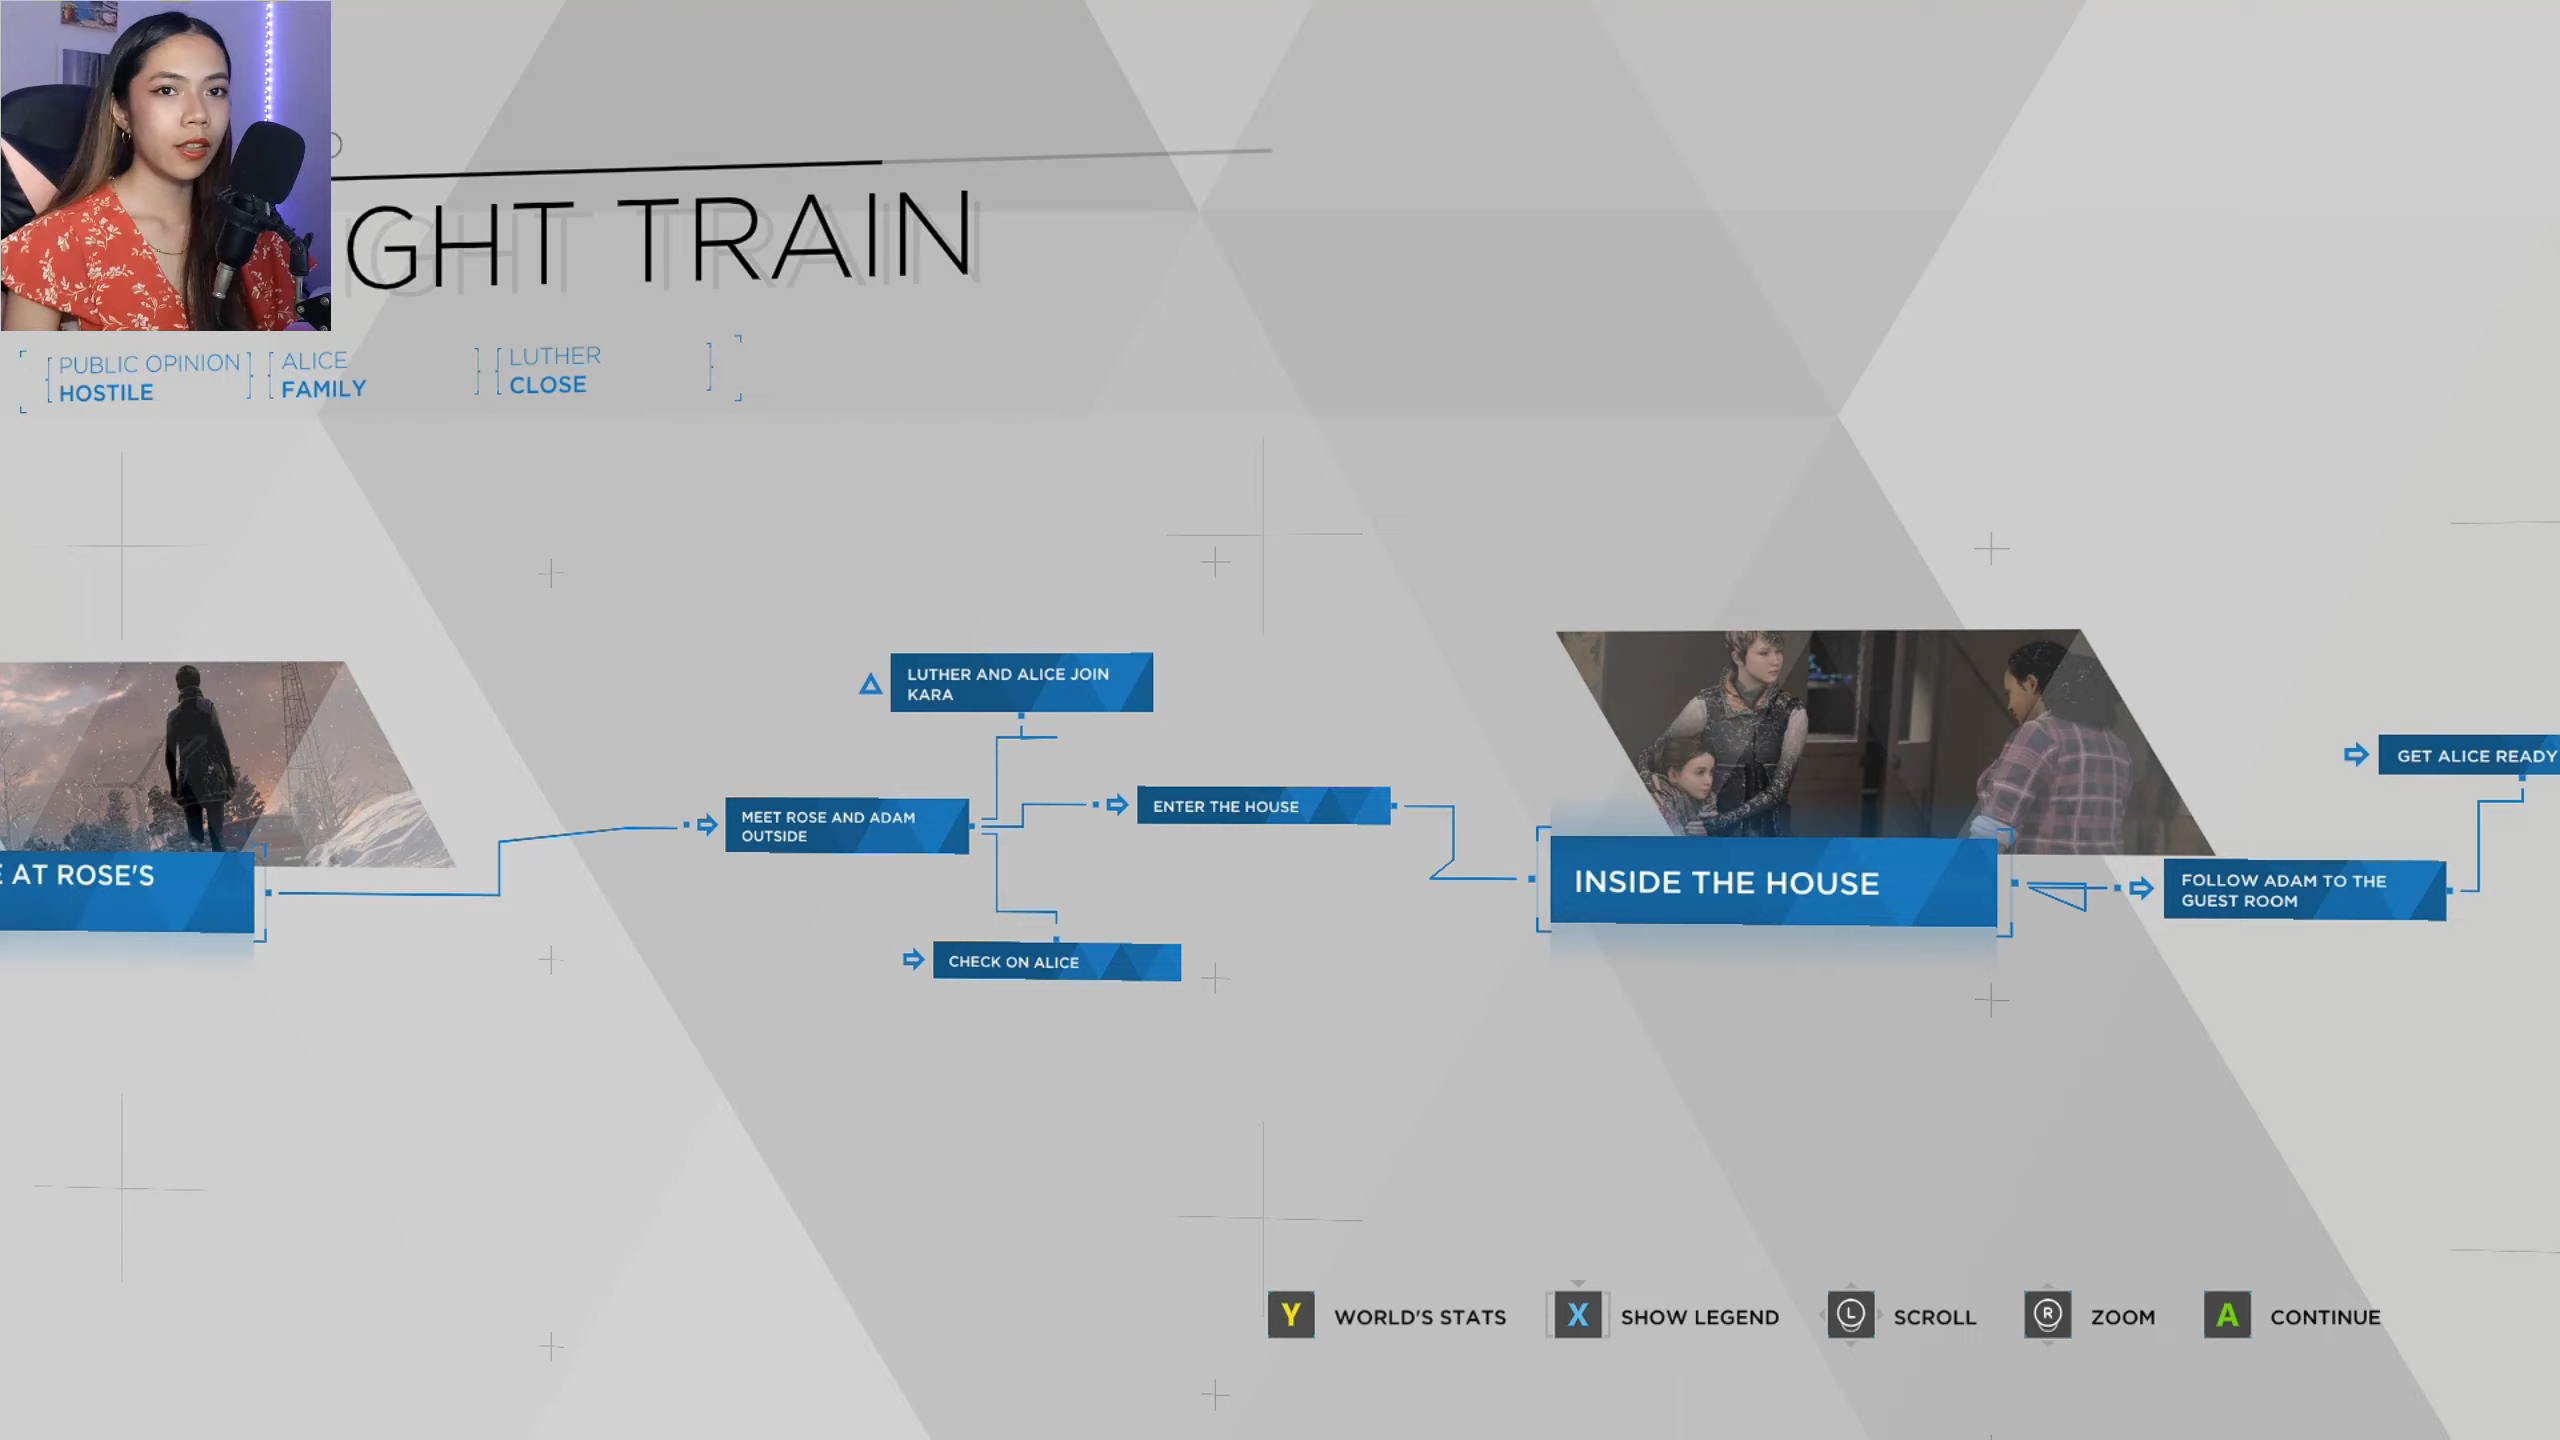 GHT TRAIN
PUBLIC OPINION
HOSTILE
ALICE
FAMILY
LUTHER
CLOSE
AT ROSE'S
LUTHER AND ALICE JOIN
KARA
MEET ROSE AND ADAM
OUTSIDE
ENTER THE HOUSE
CHECK ON ALICE
INSIDE THE HOUSE
FOLLOW ADAM TO THE
GUEST ROOM
GET ALICE READY
Y WORLD'S STATS
X SHOW LEGEND
L SCROLL
R ZOOM
A CONTINUE